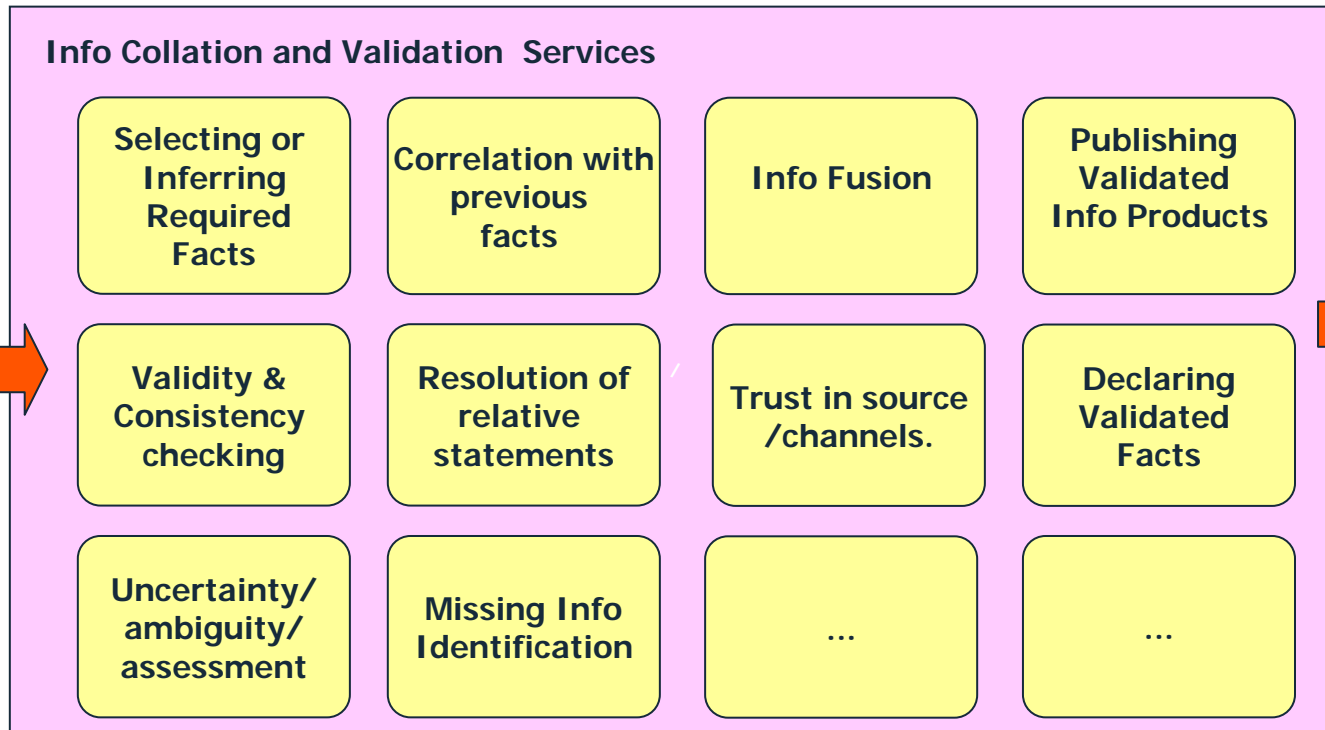 Info Collation and Validation Services
Selecting or
Inferring
Required
Facts
Correlation with
previous
facts
Info Fusion
Publishing
Validated
Info Products
Validity &
Consistency
checking
Resolution of
relative
statements
/
Trust in source
/channels.
Declaring
Validated
Facts
Uncertainty/
ambiguity/
assessment
Missing Info
Identification
...
...